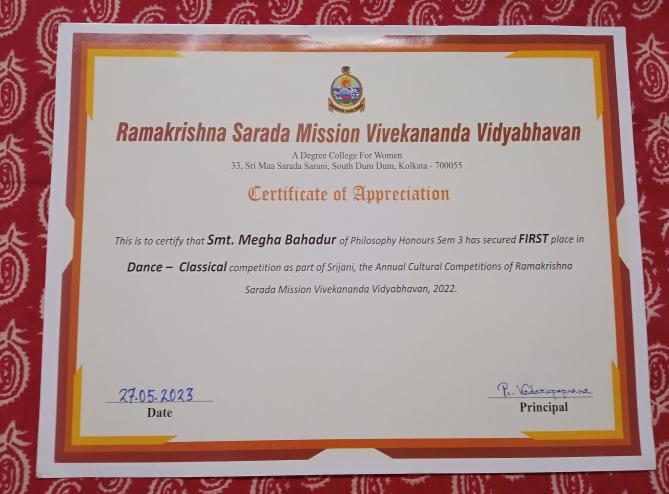 Ramakrishna Sarada Mission Vivekananda Vidyabhavan
A Degree College For Women
33, Sri Maa Sarada Sarani, South Dum Dum, Kolkata - 700055
Certificate of Appreciation
This is to certify that Smt. Megha Bahadur of Philosophy Honours Sem 3 has secured FIRST place in
Dance – Classical competition as part of Srijani, the Annual Cultural Competitions of Ramakrishna
Sarada Mission Vivekananda Vidyabhavan, 2022.
27.05.2023
Date
Principal